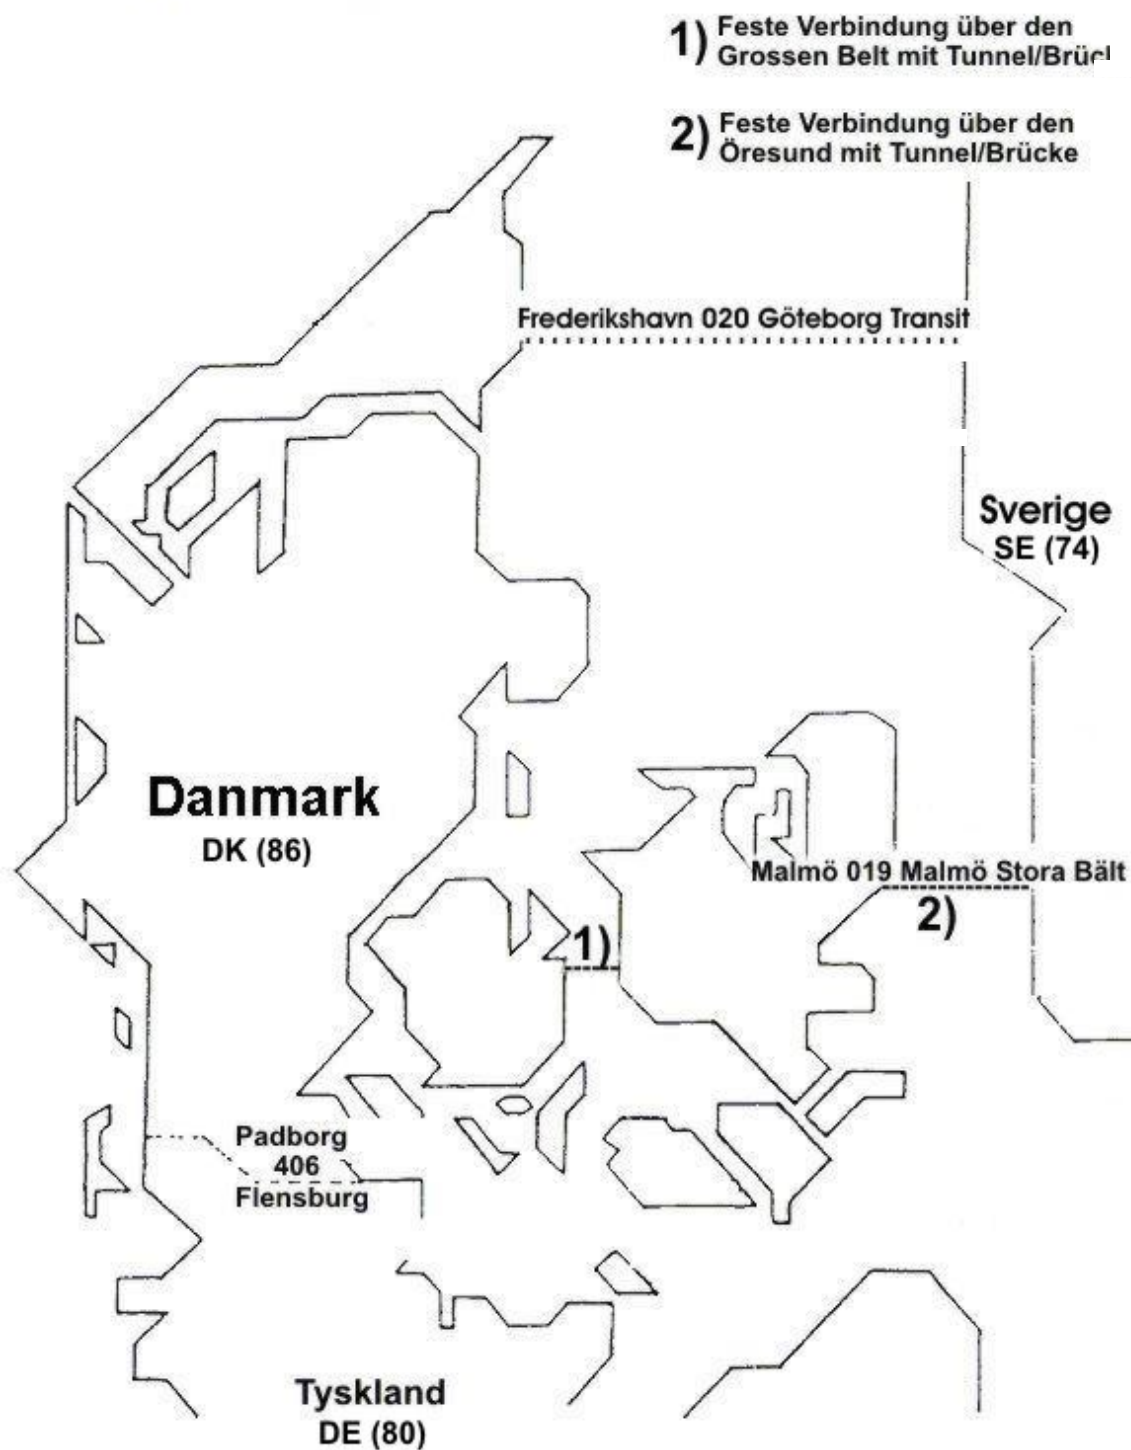 1) Feste Verbindung über den
Grossen Belt mit Tunnel/Brück
2) Feste Verbindung über den
Öresund mit Tunnel/Brücke
Frederikshavn 020 Göteborg Transit
Sverige
SE (74)
Danmark
DK (86)
Malmö 019 Malmö Stora Bält
2)
1)
Padborg
406
Flensburg
Tyskland
DE (80)